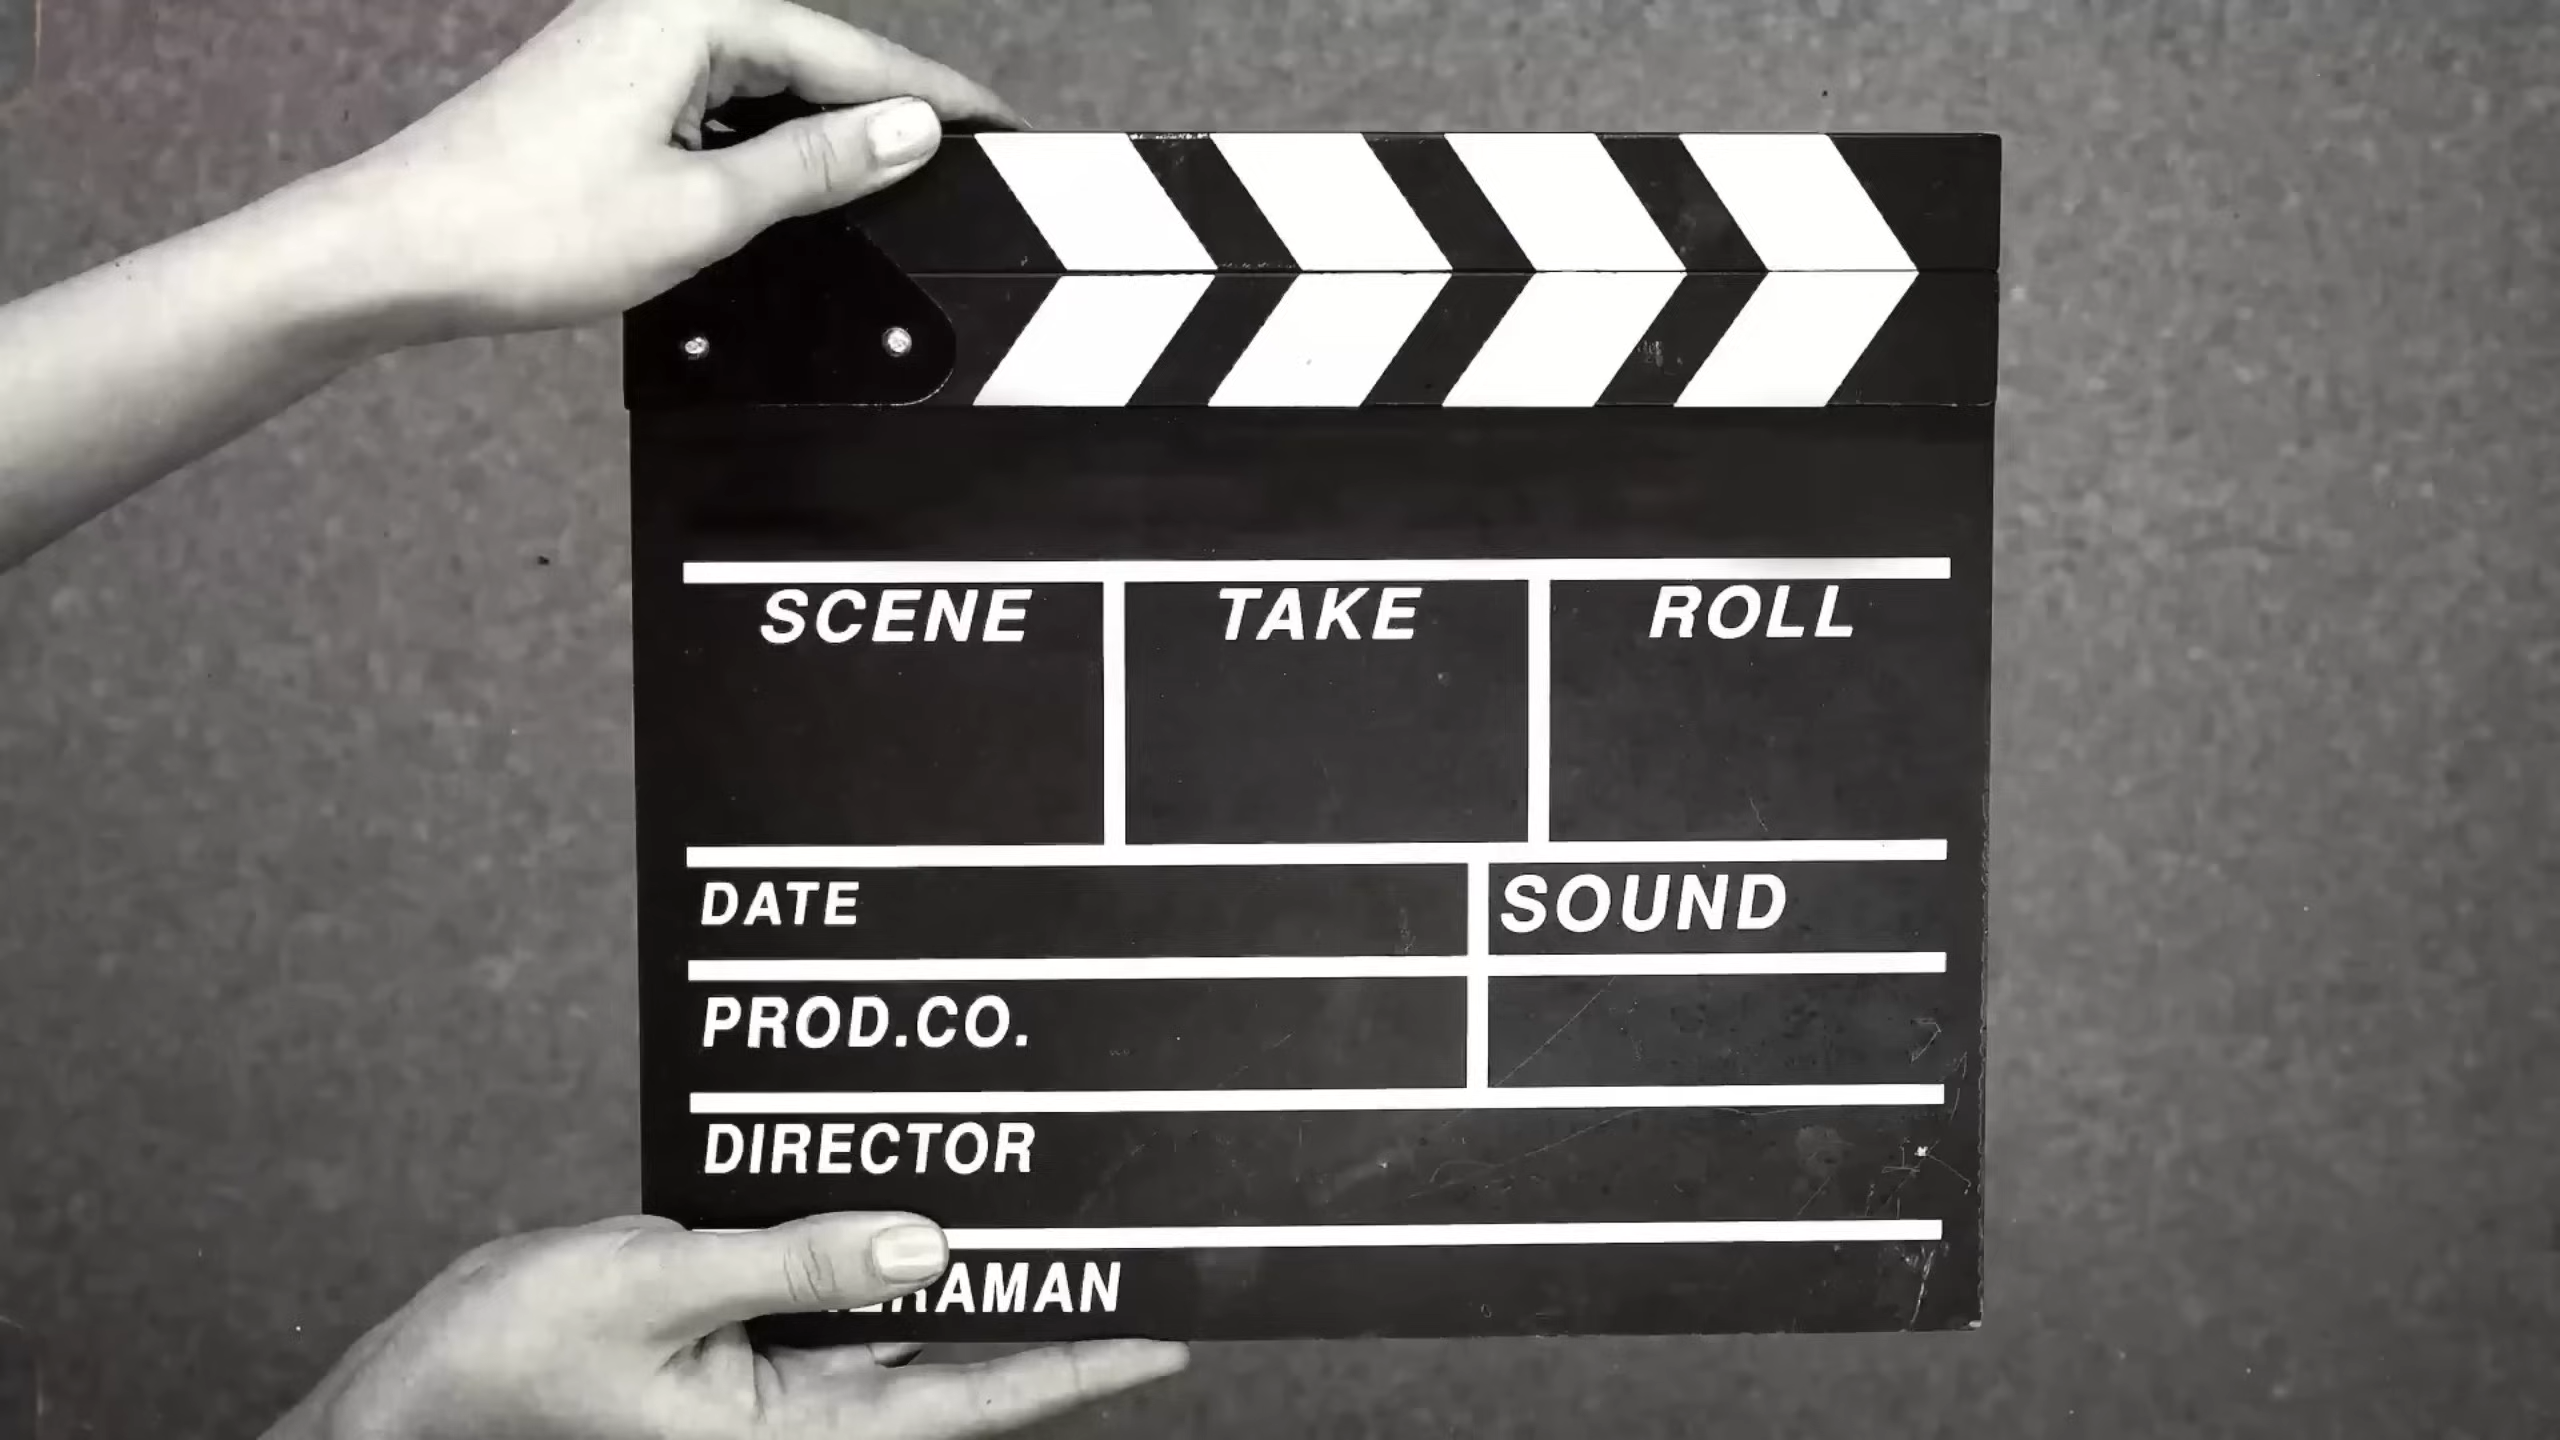 SCENE TAKE ROLL
DATE SOUND
PROD.CO.
DIRECTOR